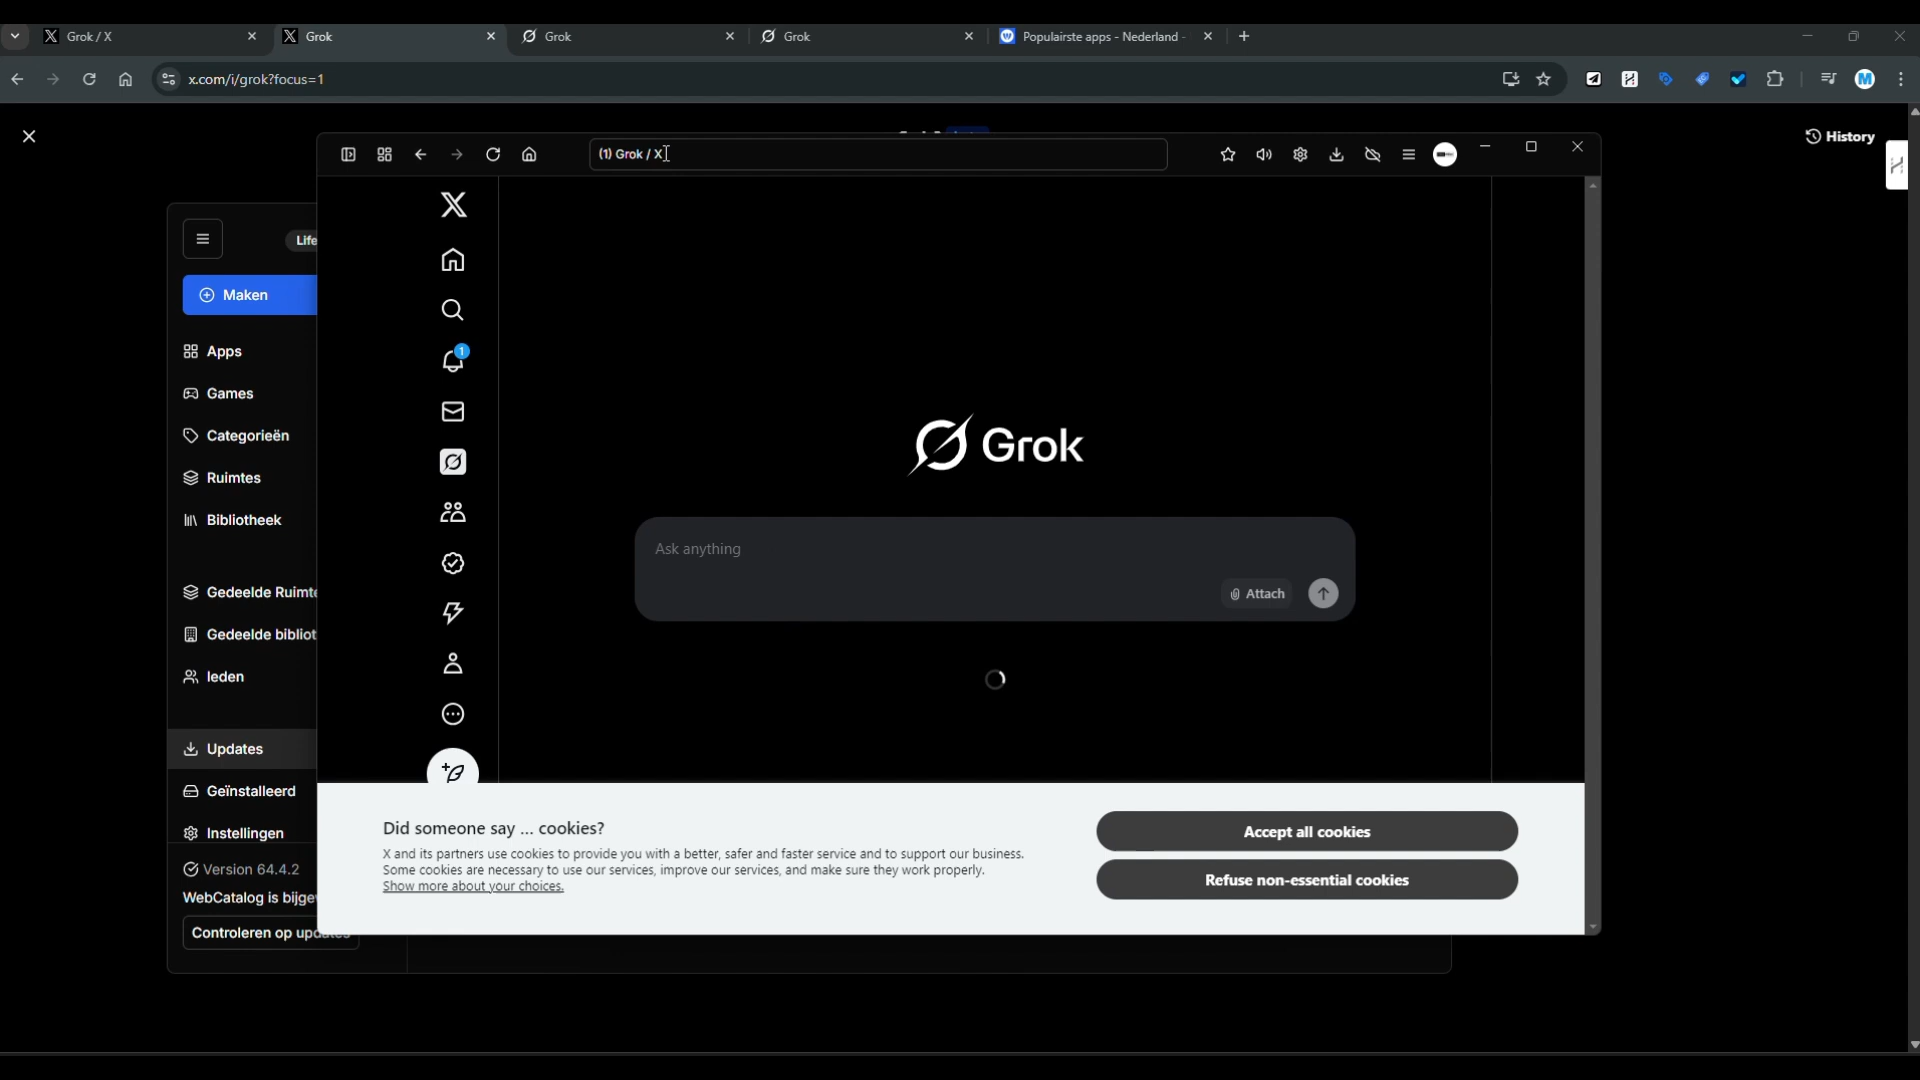 Grok / X
Grok
Grok
Grok
Populairste apps - Nederland -
x.com/i/grok?focus=1
M
History
(1) Grok / X
Life
Maken
Apps
Games
Categorieën
Ruimtes
Bibliotheek
Gedeelde Ruimte
Gedeelde bibliot
leden
Updates
Geïnstalleerd
Instellingen
Version 64.4.2
WebCatalog is bijge
Controleren op upda
1
Grok
Ask anything
Attach
Did someone say ... cookies?
X and its partners use cookies to provide you with a better, safer and faster service and to support our business.
Some cookies are necessary to use our services, improve our services, and make sure they work properly.
Show more about your choices.
Accept all cookies
Refuse non-essential cookies